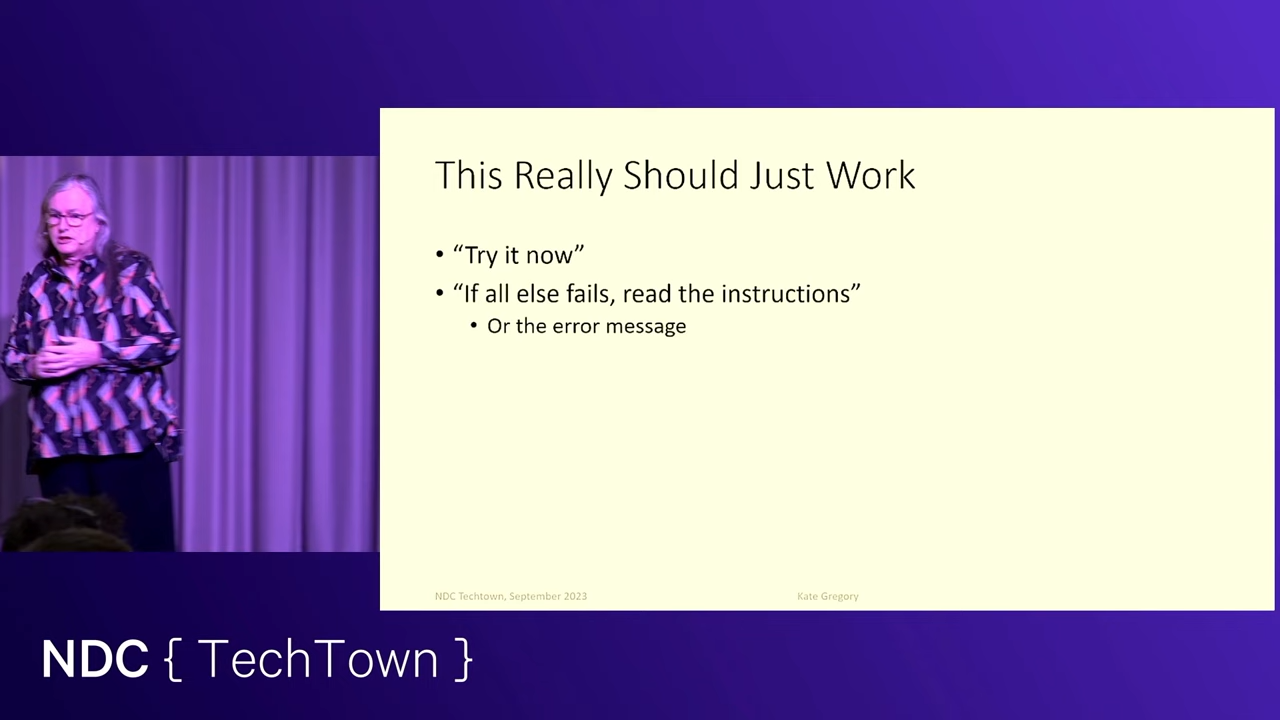 This Really Should Just Work
• “Try it now”
• “If all else fails, read the instructions”
• Or the error message
NDC Techtown, September 2023
Kate Gregory
NDC { TechTown }